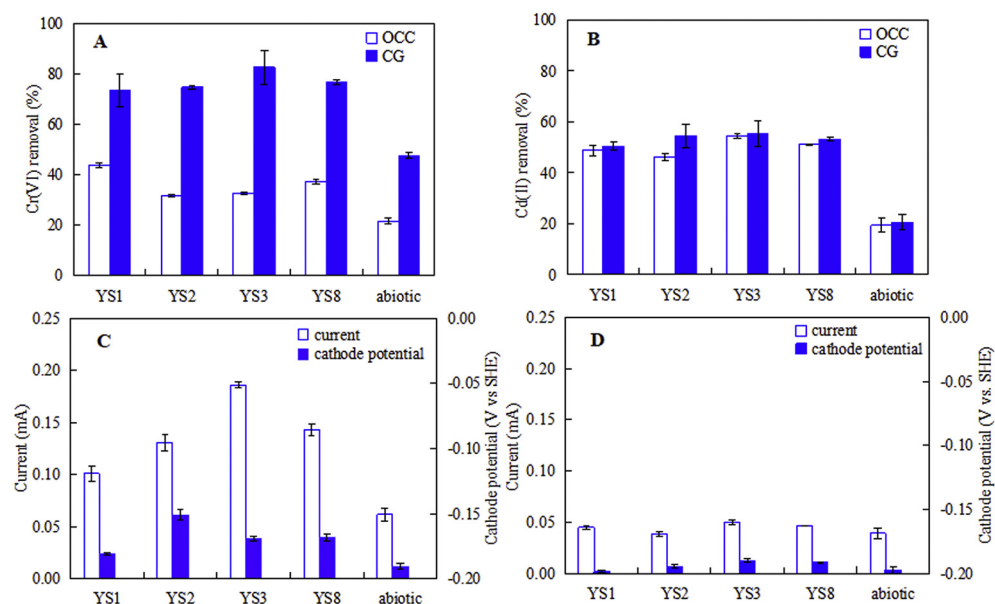 A
OCC
CG
Cr(VI) removal (%)
100
80
60
40
20
0
YS1 YS2 YS3 YS8 abiotic
B
OCC
CG
Cd(II) removal (%)
100
80
60
40
20
0
YS1 YS2 YS3 YS8 abiotic
C
current
cathode potential
Current (mA)
0.25
0.20
0.15
0.10
0.05
0.00
Cathode potential (V vs SHE)
0.00
-0.05
-0.10
-0.15
-0.20
YS1 YS2 YS3 YS8 abiotic
D
current
cathode potential
Current (mA)
0.25
0.20
0.15
0.10
0.05
0.00
Cathode potential (V vs. SHE)
0.00
-0.05
-0.10
-0.15
-0.20
YS1 YS2 YS3 YS8 abiotic